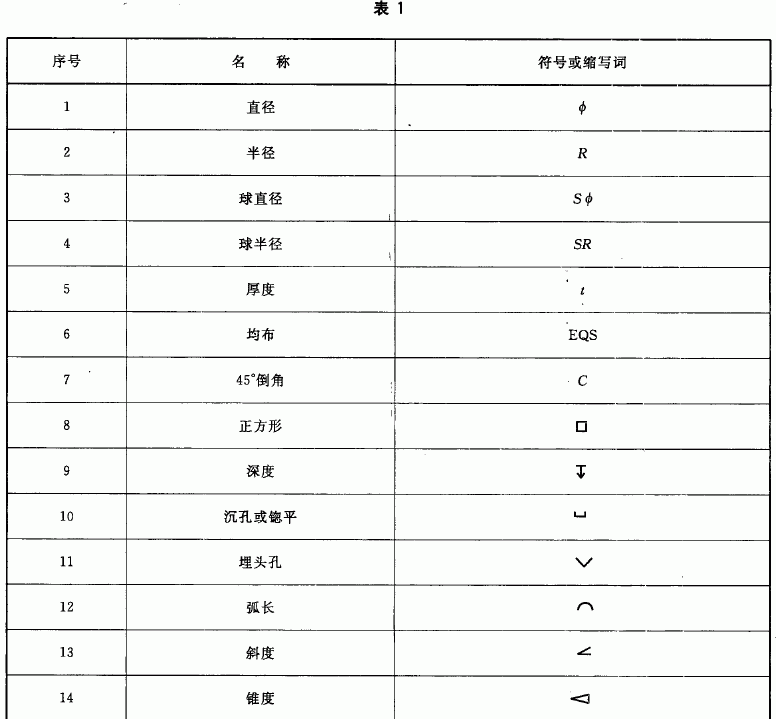 表 1
序号 名 称 符号或缩写词
1 直径 ϕ
2 半径 R
3 球直径 Sϕ
4 球半径 SR
5 厚度 t
6 均布 EQS
7 45°倒角 C
8 正方形 □
9 深度 ↧
10 沉孔或锪平 ⌴
11 埋头孔 ⌵
12 弧长 ⌒
13 斜度 ∠
14 锥度 ⌲